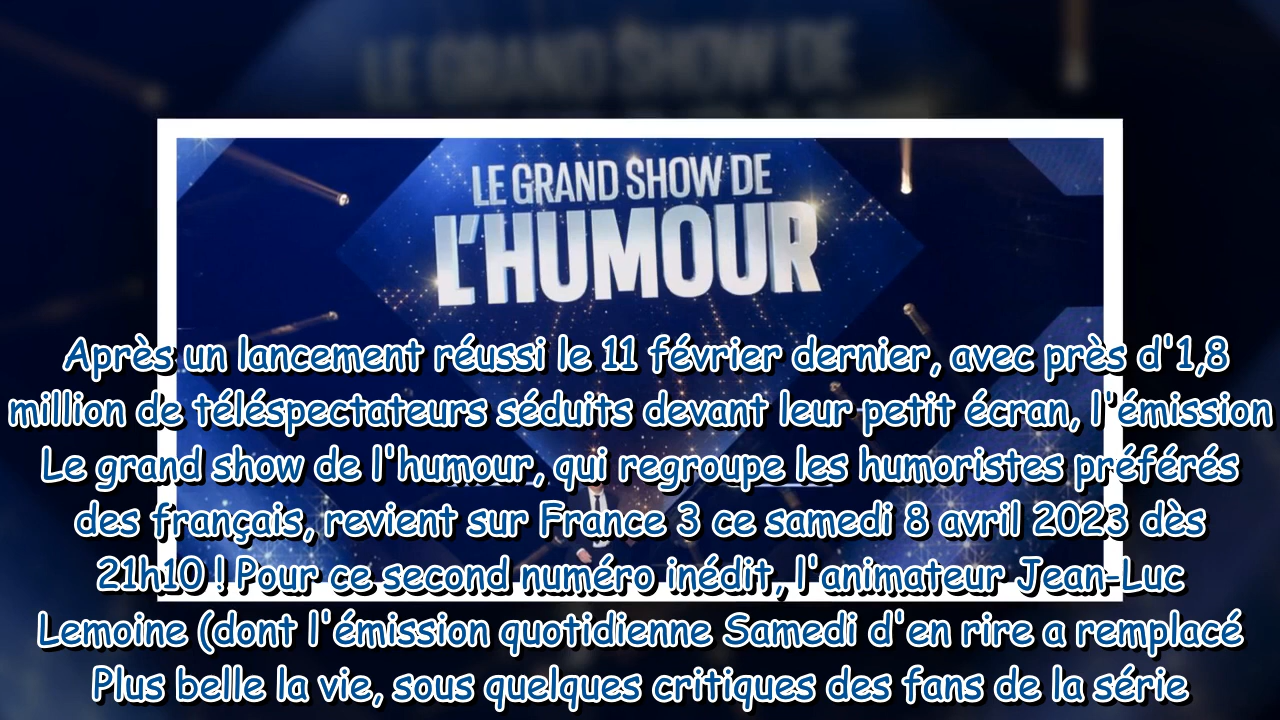 LE GRAND SHOW DE
LE GRAND SHOW DE
L'HUMOUR
Après un lancement réussi le 11 février dernier, avec près d'1,8
million de téléspectateurs séduits devant leur petit écran, l'émission
Le grand show de l'humour, qui regroupe les humoristes préférés
des français, revient sur France 3 ce samedi 8 avril 2023 dès
21h10 ! Pour ce second numéro inédit, l'animateur Jean-Luc
Lemoine (dont l'émission quotidienne Samedi d'en rire a remplacé
Plus belle la vie, sous quelques critiques des fans de la série